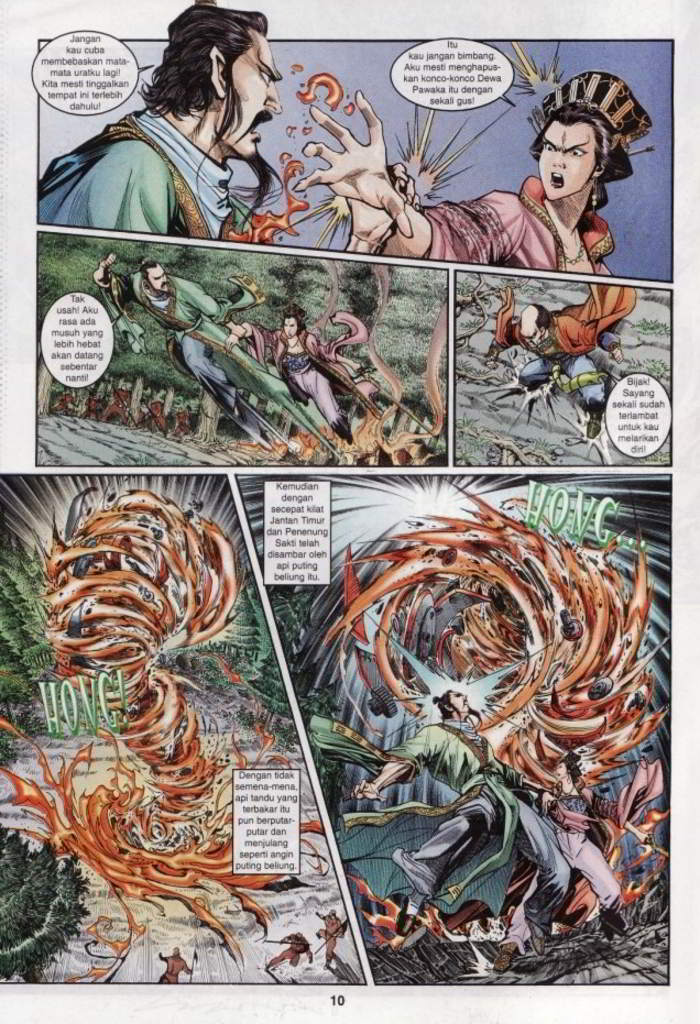 Jangan
kau cuba
membebaskan mata-
mata uratku lagi!
Kita mesti tinggalkan
tempat ini terlebih
dahulu!
Itu
kau jangan bimbang.
Aku mesti menghapus-
kan konco-konco Dewa
Pawaka itu dengan
sekali gus!
Tak
usah! Aku
rasa ada
musuh yang
lebih hebat
akan datang
sebentar
nanti!
Bijak!
Sayang
sekali sudah
terlambat
untuk kau
melarikan
diri!
HONG!
Dengan tidak
semena-mena,
api tandu yang
terbakar itu
pun berputar-
putar dan
menjulang
seperti angin
puting beliung.
Kemudian
dengan
secepat kilat
Jantan Timur
dan Penenung
Sakti telah
disambar oleh
api puting
beliung itu.
HONG...
10